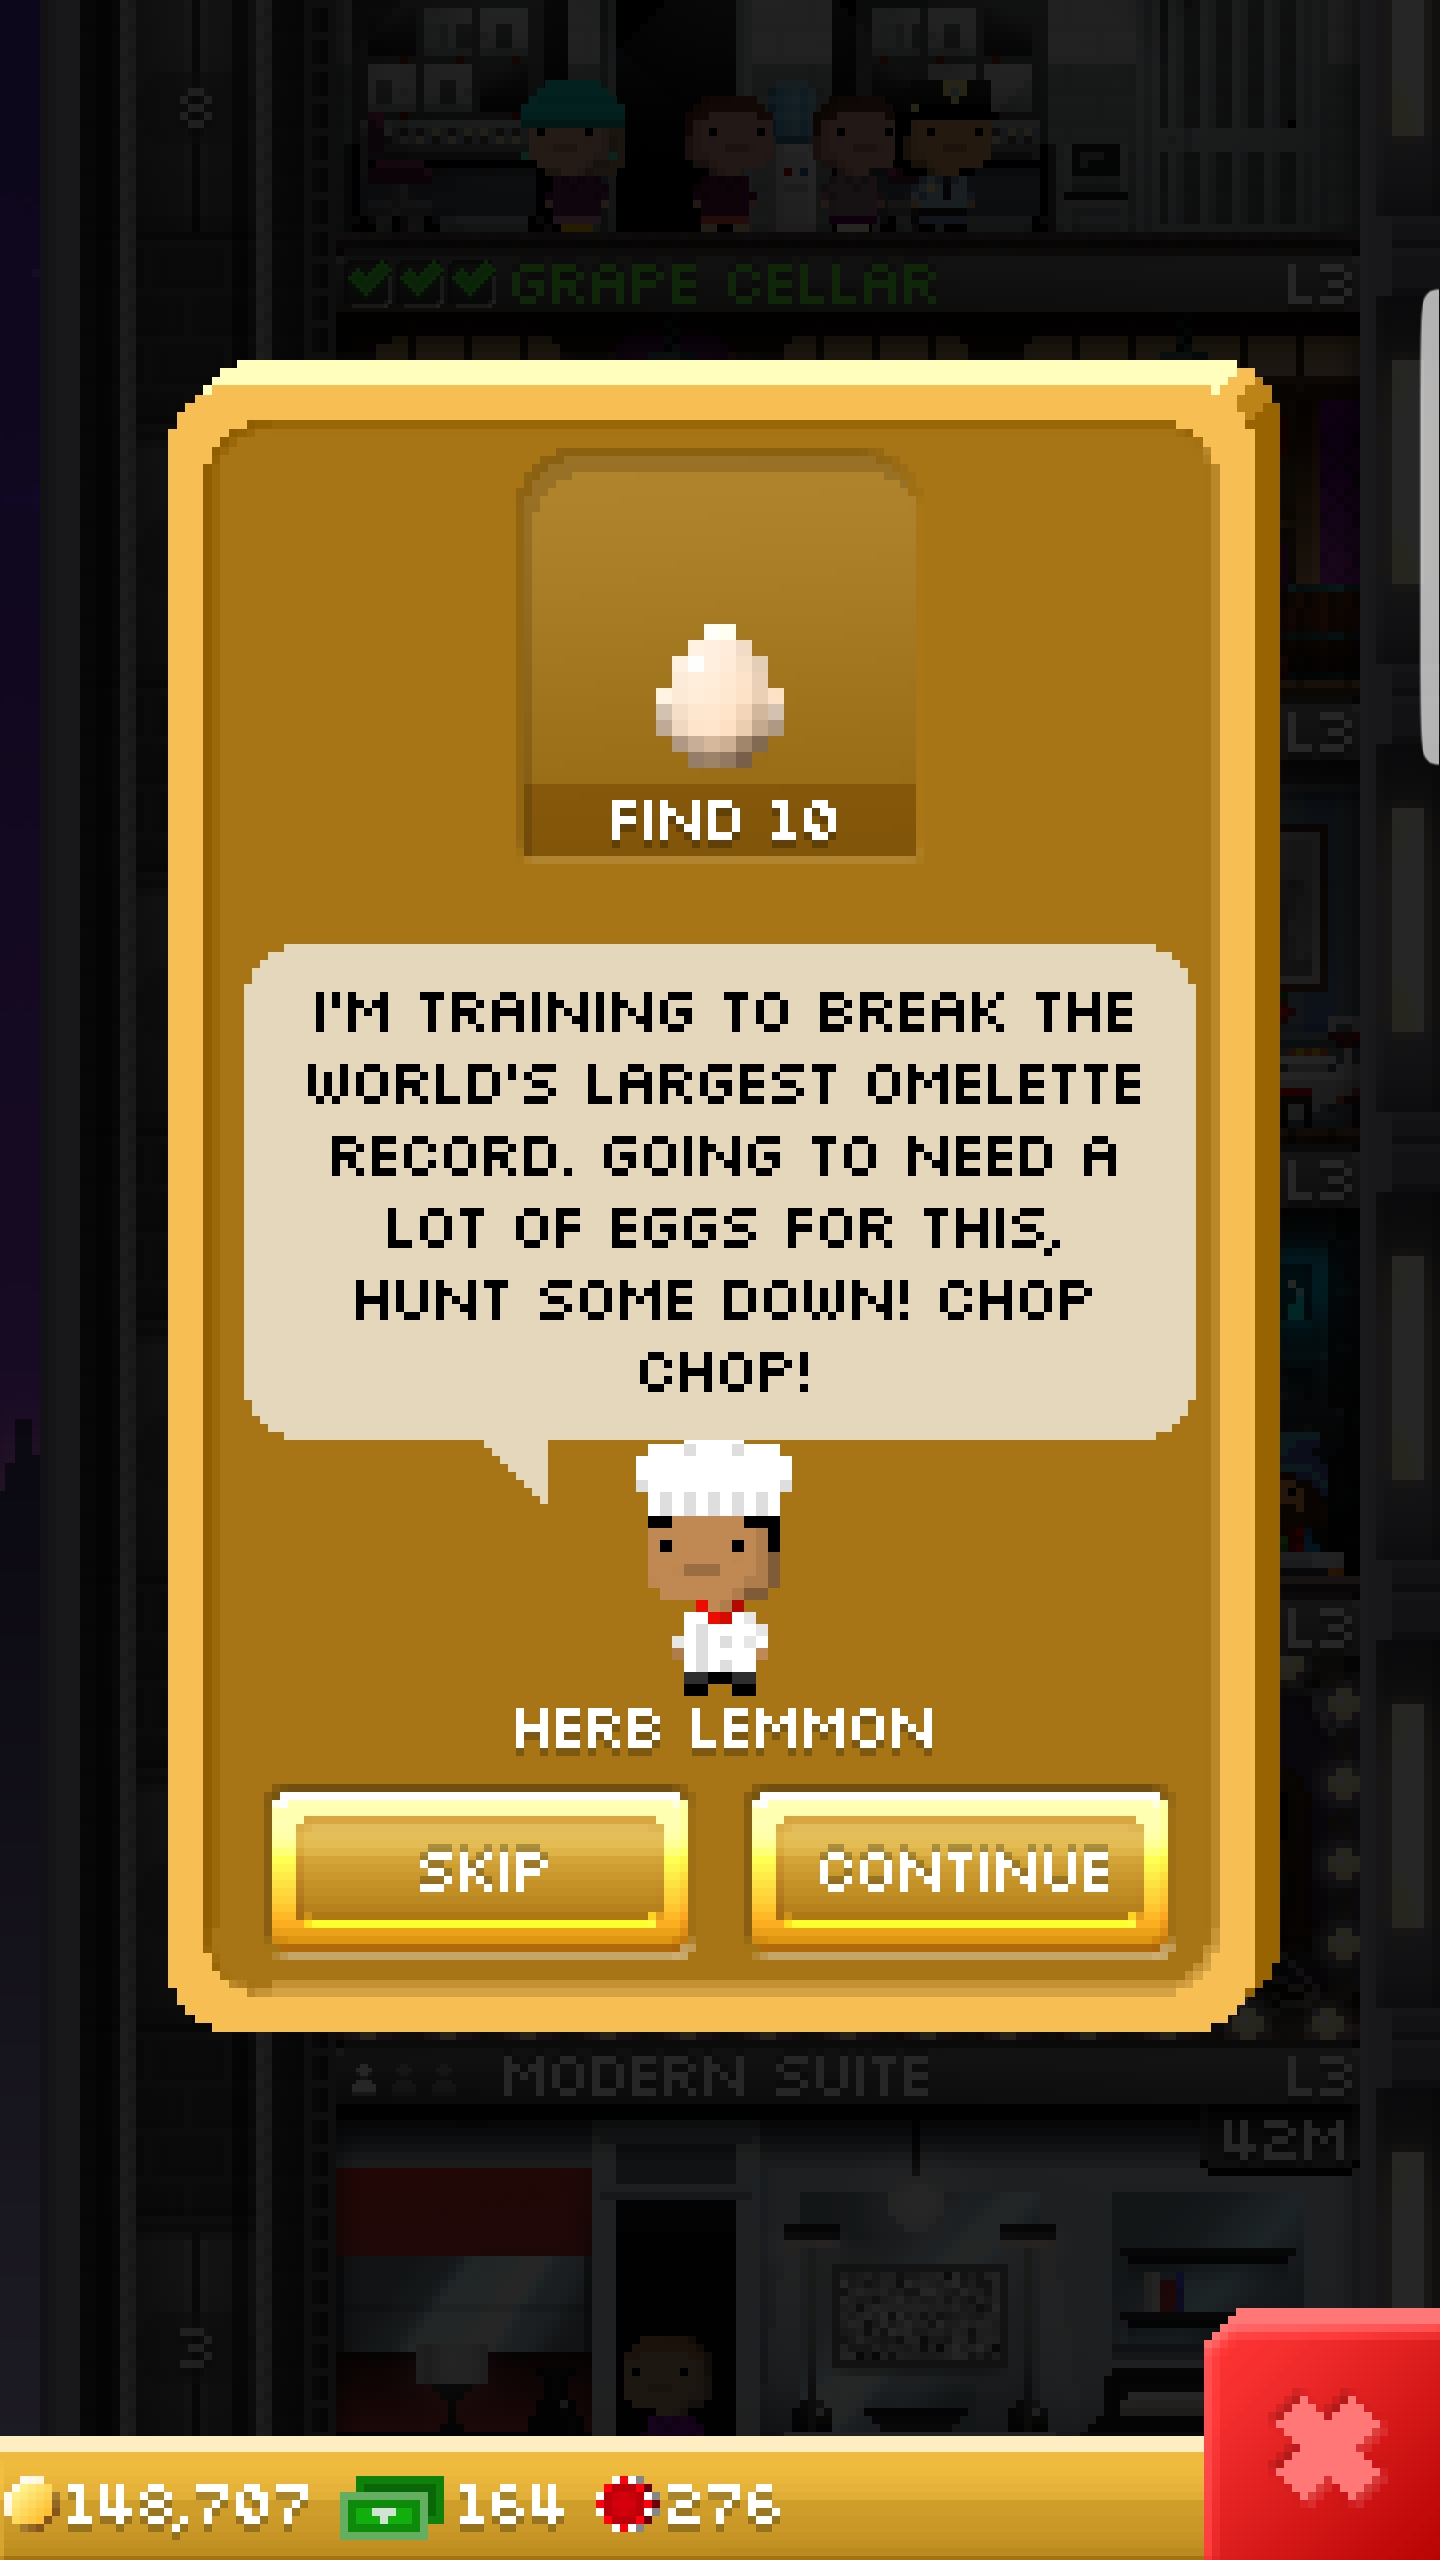 8
GRAPE CELLAR L3
L3
FIND 10
I'M TRAINING TO BREAK THE
WORLD'S LARGEST OMELETTE
RECORD. GOING TO NEED A
LOT OF EGGS FOR THIS,
HUNT SOME DOWN! CHOP
CHOP!
L3
L3
HERB LEMMON
SKIP CONTINUE
MODERN SUITE L3
42M
3
148,707 164 276